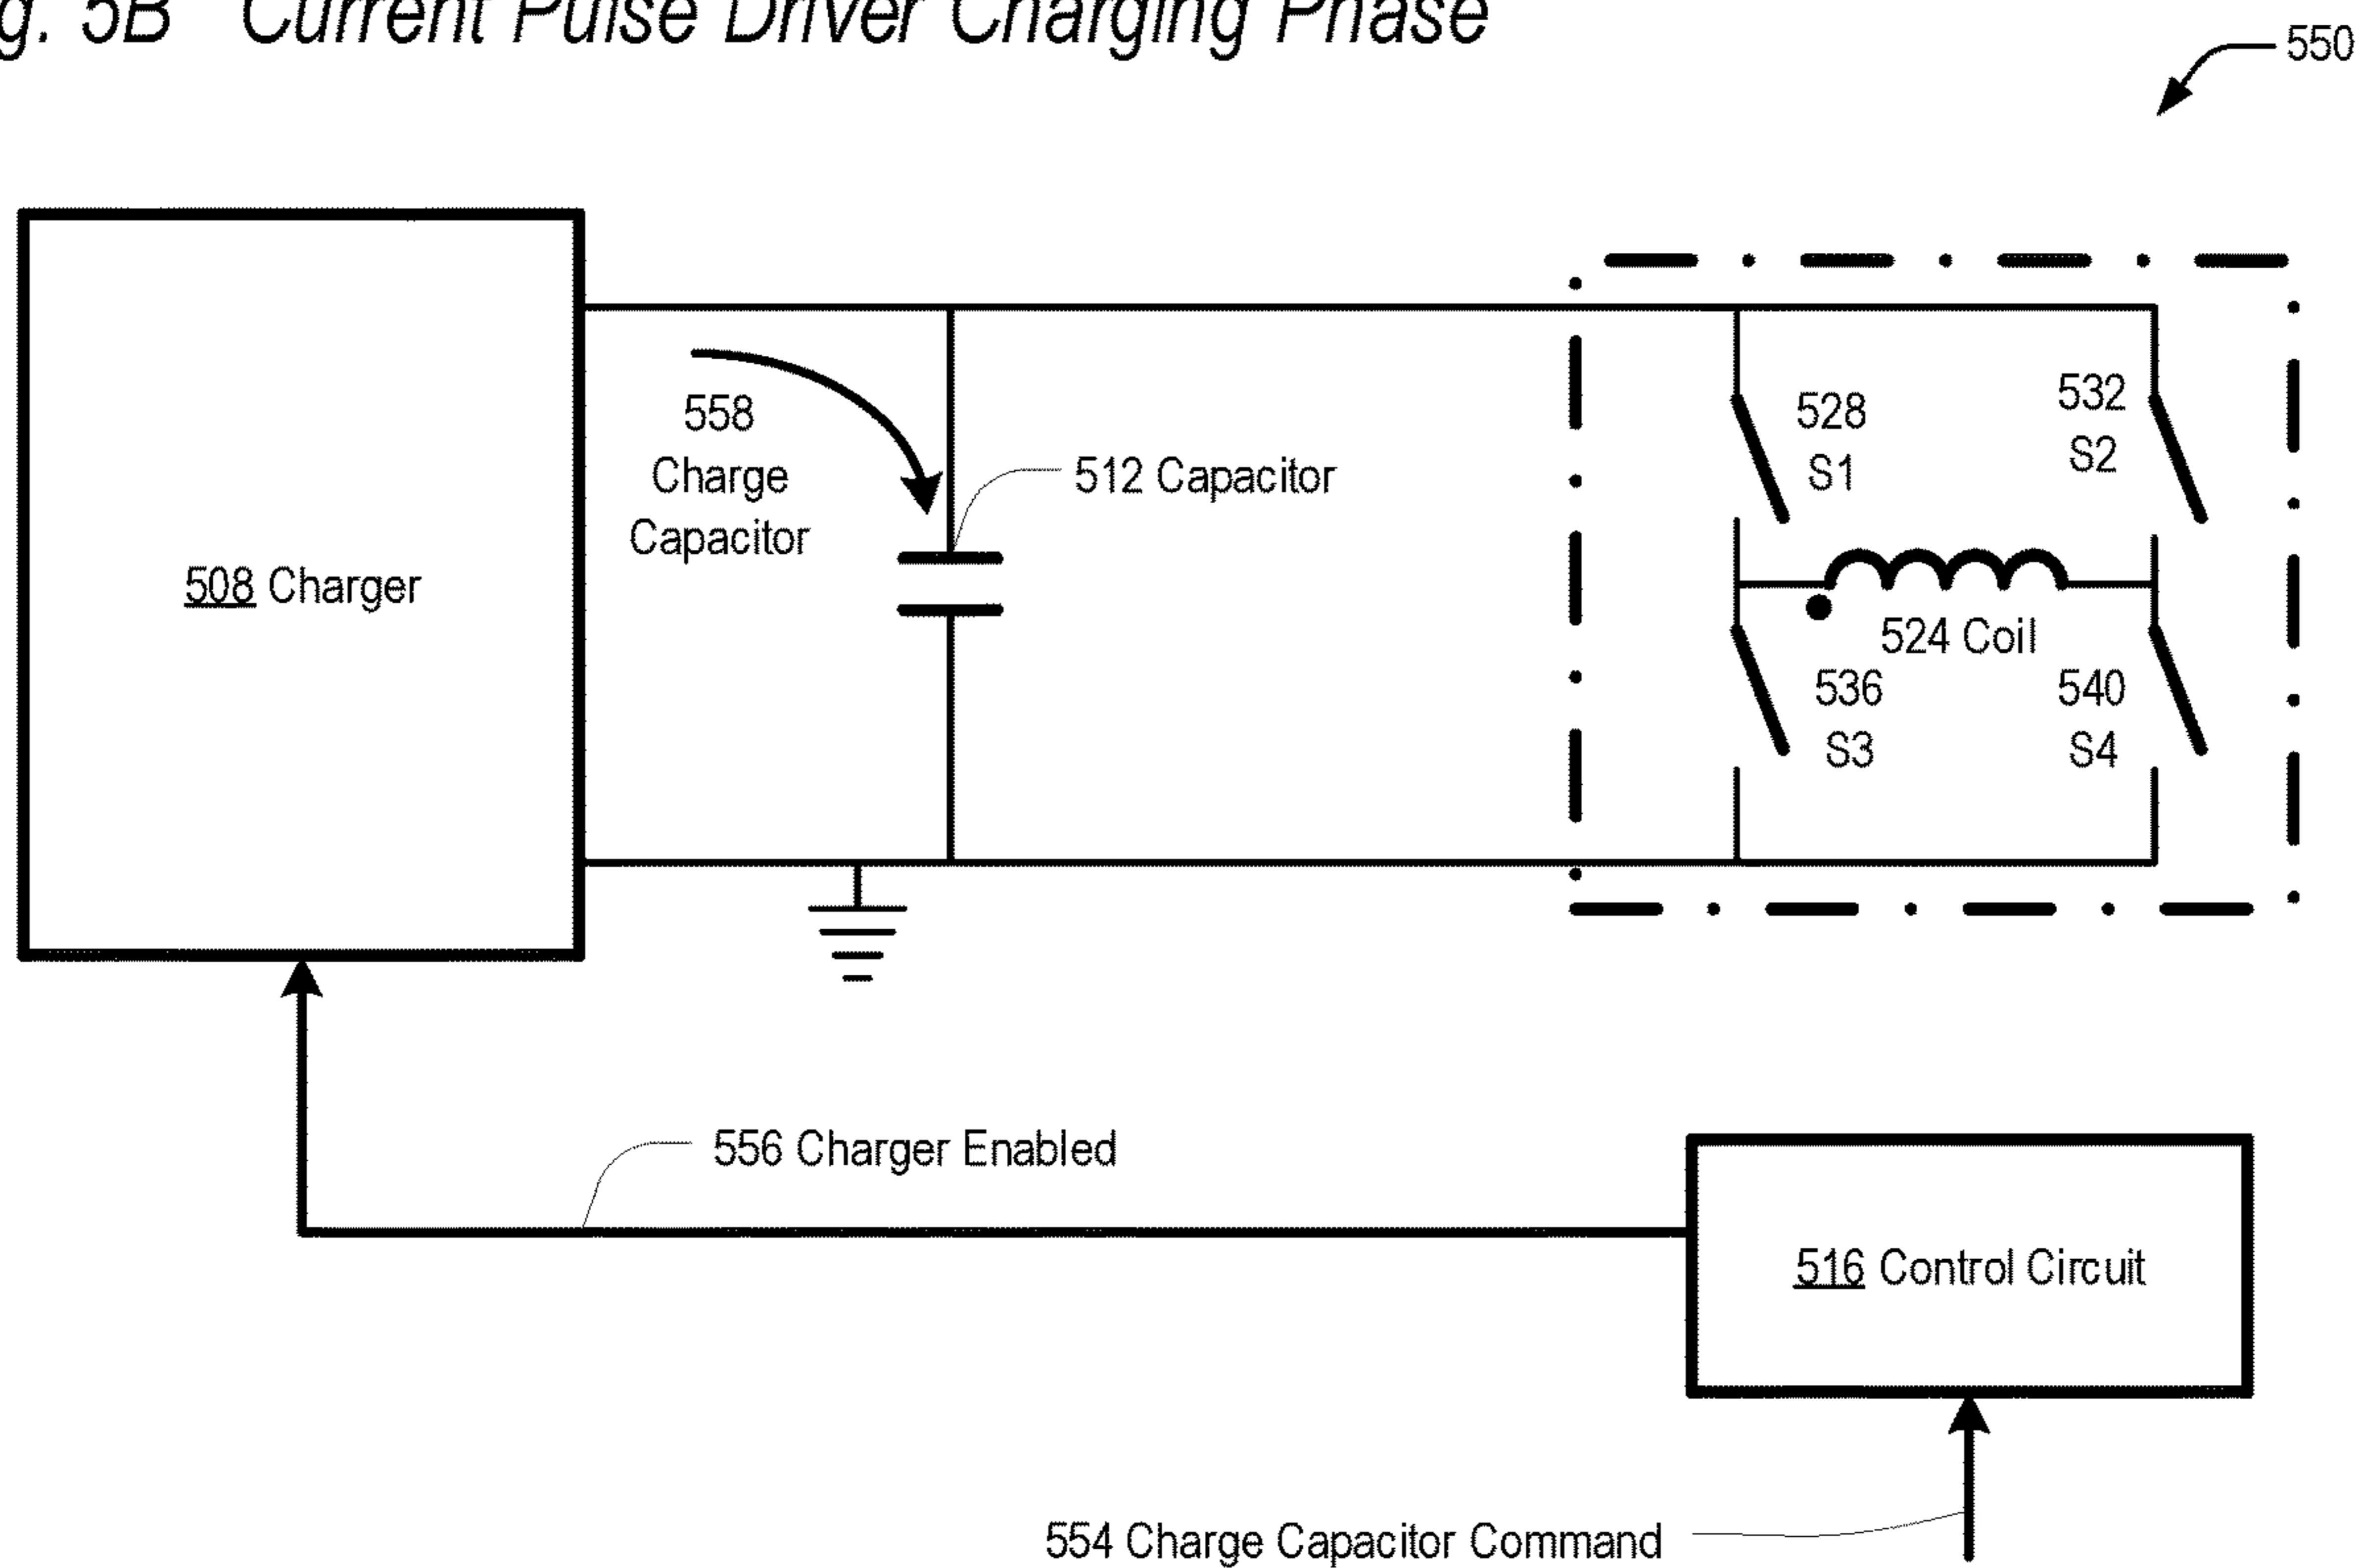 g. 5B Current Pulse Driver Charging Phase
550
558
Charge
Capacitor
512 Capacitor
528
S1
532
S2
508 Charger
524 Coil
536
S3
540
S4
556 Charger Enabled
516 Control Circuit
554 Charge Capacitor Command